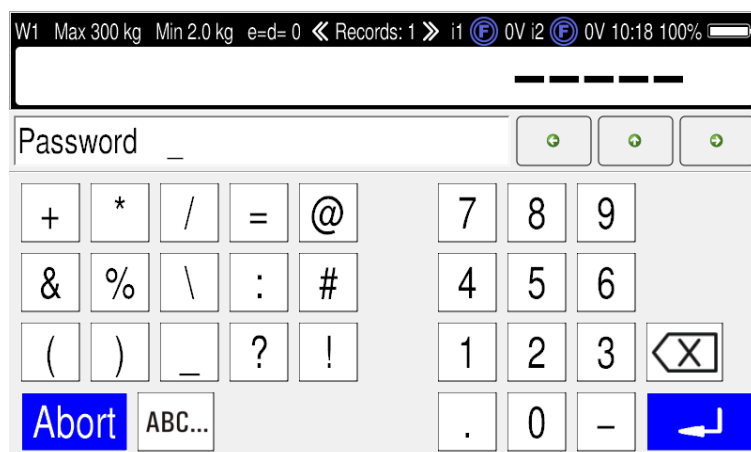 W1 Max 300 kg Min 2.0 kg e=d= 0 ≪ Records: 1 ≫ i1 F 0V i2 F 0V 10:18 100%
-----
Password _
+ * / = @ 7 8 9
& % \ : # 4 5 6
( ) _ ? ! 1 2 3 X
Abort ABC... . 0 –